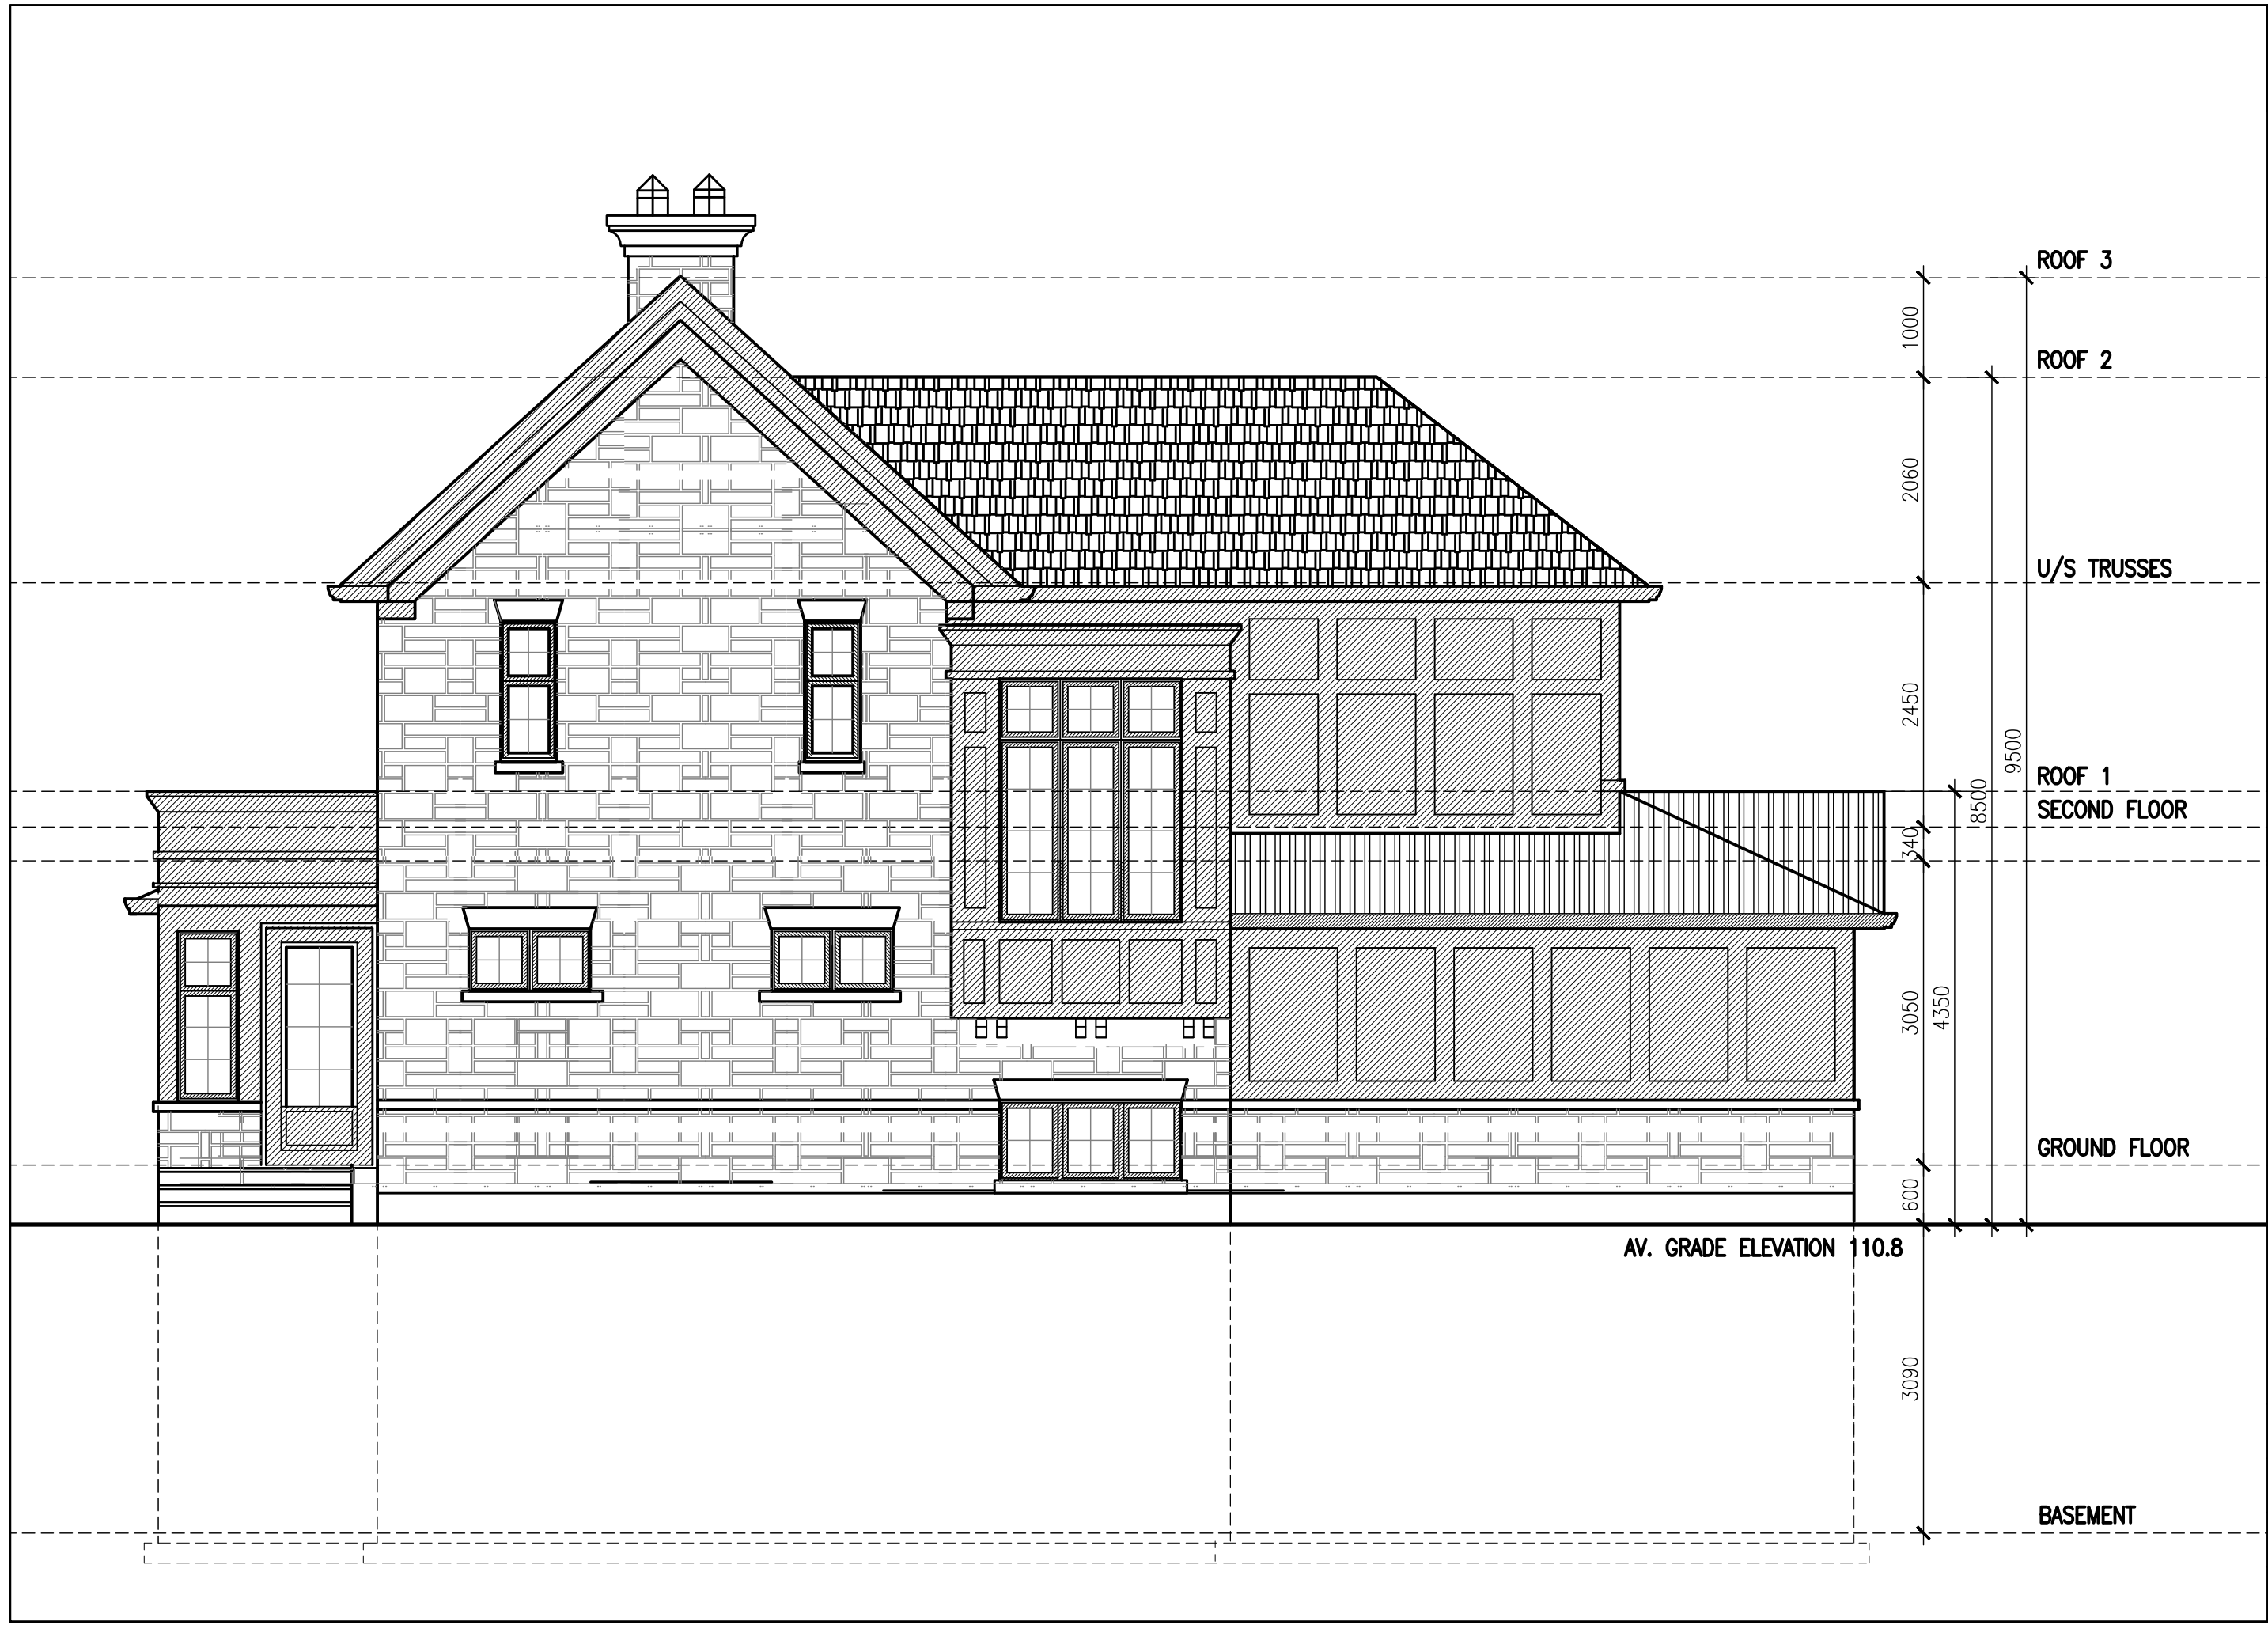 ROOF 3
1000
ROOF 2
2060
U/S TRUSSES
2450
9500
ROOF 1
8500
SECOND FLOOR
340
3050
4350
GROUND FLOOR
600
AV. GRADE ELEVATION 110.8
3090
BASEMENT